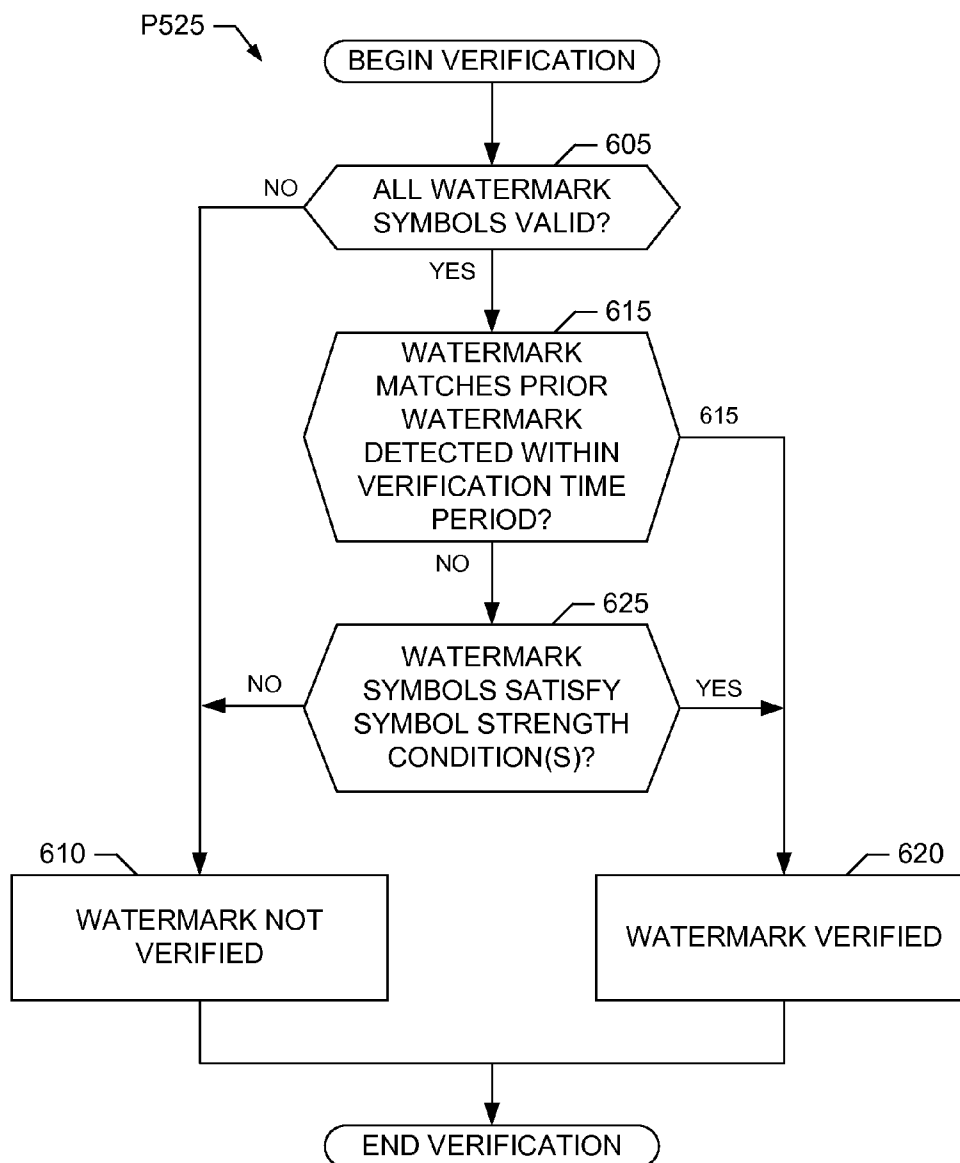 P525
BEGIN VERIFICATION
605
NO
ALL WATERMARK
SYMBOLS VALID?
YES
615
WATERMARK
MATCHES PRIOR
WATERMARK
DETECTED WITHIN
VERIFICATION TIME
PERIOD?
615
NO
625
NO
WATERMARK
SYMBOLS SATISFY
SYMBOL STRENGTH
CONDITION(S)?
YES
610
WATERMARK NOT
VERIFIED
620
WATERMARK VERIFIED
END VERIFICATION